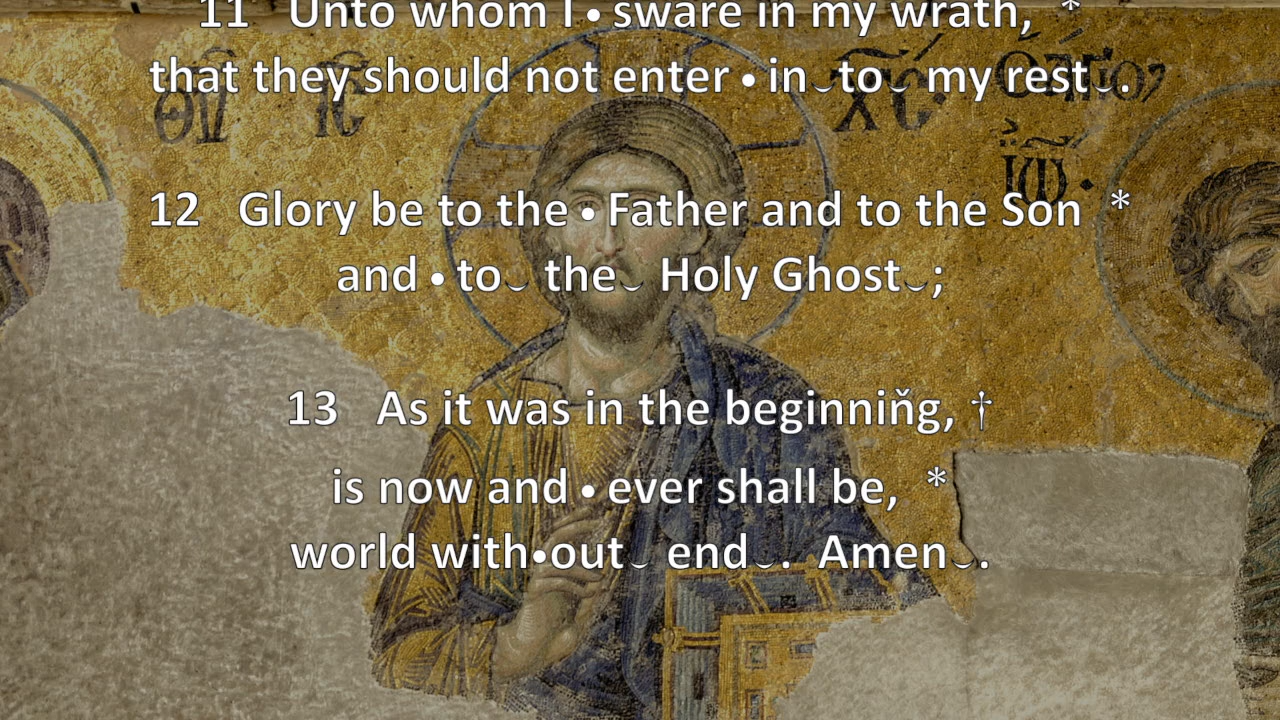 11 Unto whom I • sware in my wrath, *
that they should not enter • in‿to‿ my rest‿.
12 Glory be to the • Father and to the Son *
and • to‿ the‿ Holy Ghost‿;
13 As it was in the beginniňg, †
is now and • ever shall be, *
world with•out‿ end‿. Amen‿.